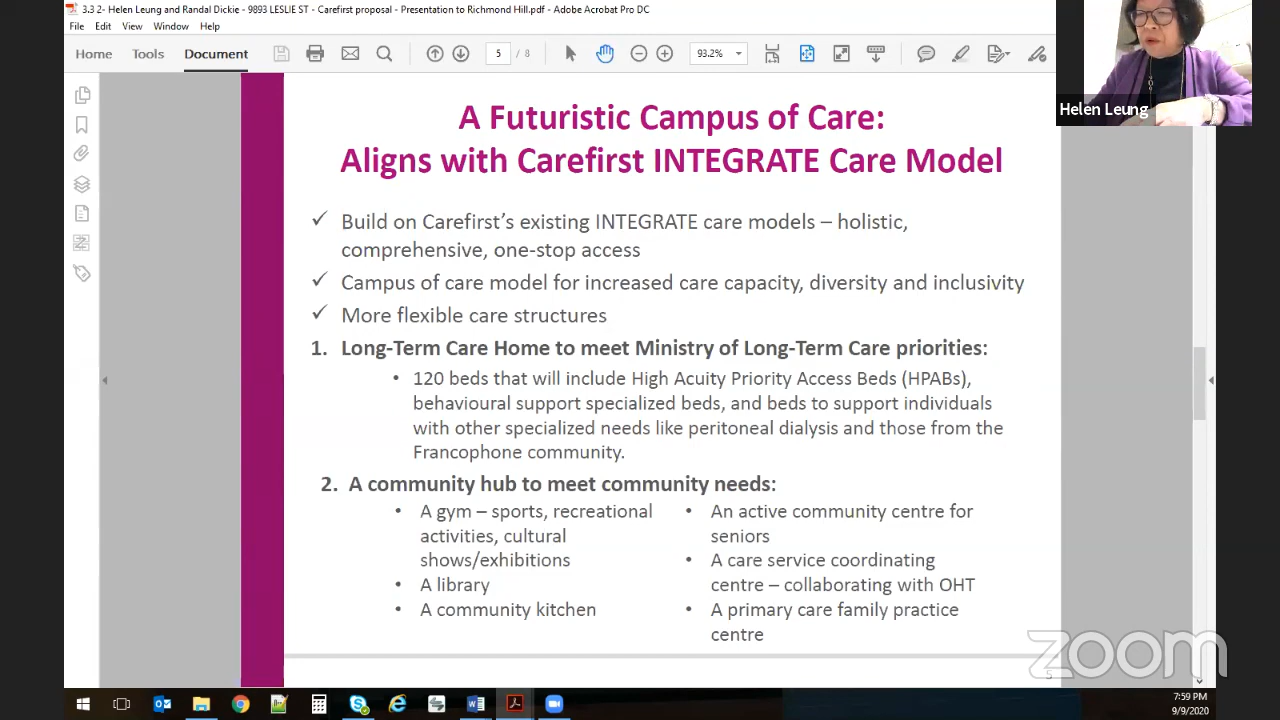 3.3 2- Helen Leung and Randal Dickie - 9893 LESLIE ST - Carefirst proposal - Presentation to Richmond Hill.pdf - Adobe Acrobat Pro DC
File Edit View Window Help
Home Tools Document 5 / 8 93.2%
Helen Leung
A Futuristic Campus of Care:
Aligns with Carefirst INTEGRATE Care Model
✓ Build on Carefirst's existing INTEGRATE care models – holistic,
comprehensive, one-stop access
✓ Campus of care model for increased care capacity, diversity and inclusivity
✓ More flexible care structures
1. Long-Term Care Home to meet Ministry of Long-Term Care priorities:
• 120 beds that will include High Acuity Priority Access Beds (HPABs),
behavioural support specialized beds, and beds to support individuals
with other specialized needs like peritoneal dialysis and those from the
Francophone community.
2. A community hub to meet community needs:
• A gym – sports, recreational
activities, cultural
shows/exhibitions
• A library
• A community kitchen
• An active community centre for
seniors
• A care service coordinating
centre – collaborating with OHT
• A primary care family practice
centre
5
zoom
7:59 PM
9/9/2020